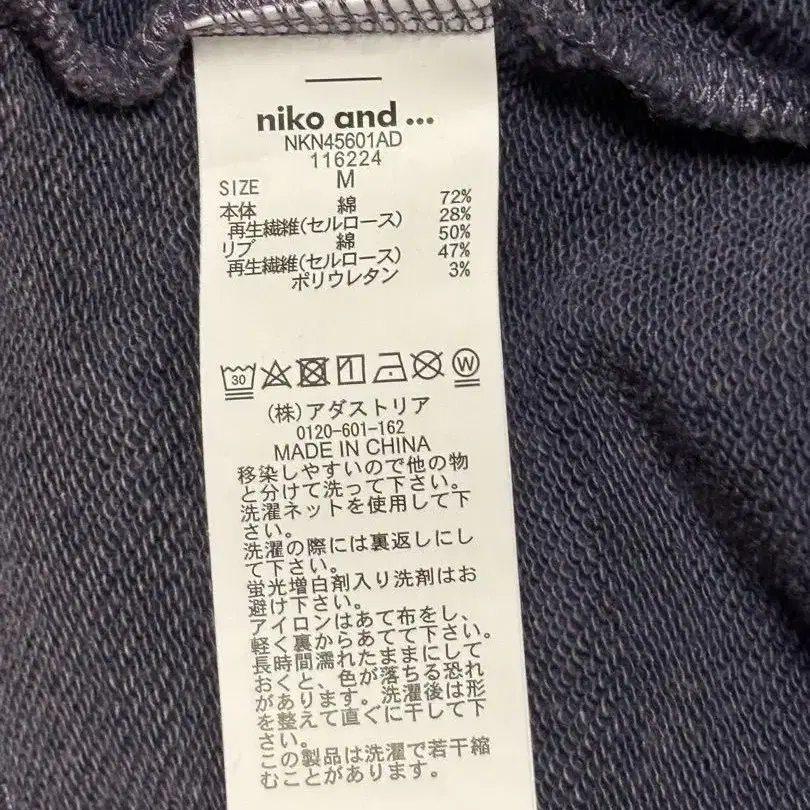 niko and ...
NKN45601AD
116224
SIZE M
本体 綿 72%
再生繊維(セルロース) 28%
リブ 綿 50%
再生繊維(セルロース) 47%
ポリウレタン 3%
30 W
(株)アダストリア
0120-601-162
MADE IN CHINA
移染しやすいので他の物
と分けて洗って下さい。
洗濯ネットを使用して下
さい。
洗濯の際には裏返しにし
て下さい。
蛍光増白剤入り洗剤はお
避け下さい。
アイロンはあて布をし、
軽く裏からあてて下さい。
長時間濡れたままにして
おくと、色が落ちる恐れ
があります。洗濯後は形
を整えて直ぐに干して下
さい。
この製品は洗濯で若干縮
むことがあります。